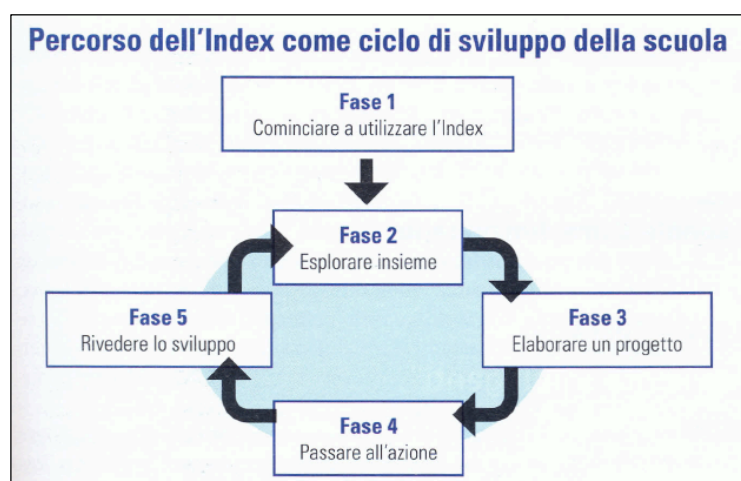 Percorso dell'Index come ciclo di sviluppo della scuola
Fase 1
Cominciare a utilizzare l'Index
Fase 2
Esplorare insieme
Fase 5
Rivedere lo sviluppo
Fase 3
Elaborare un progetto
Fase 4
Passare all'azione